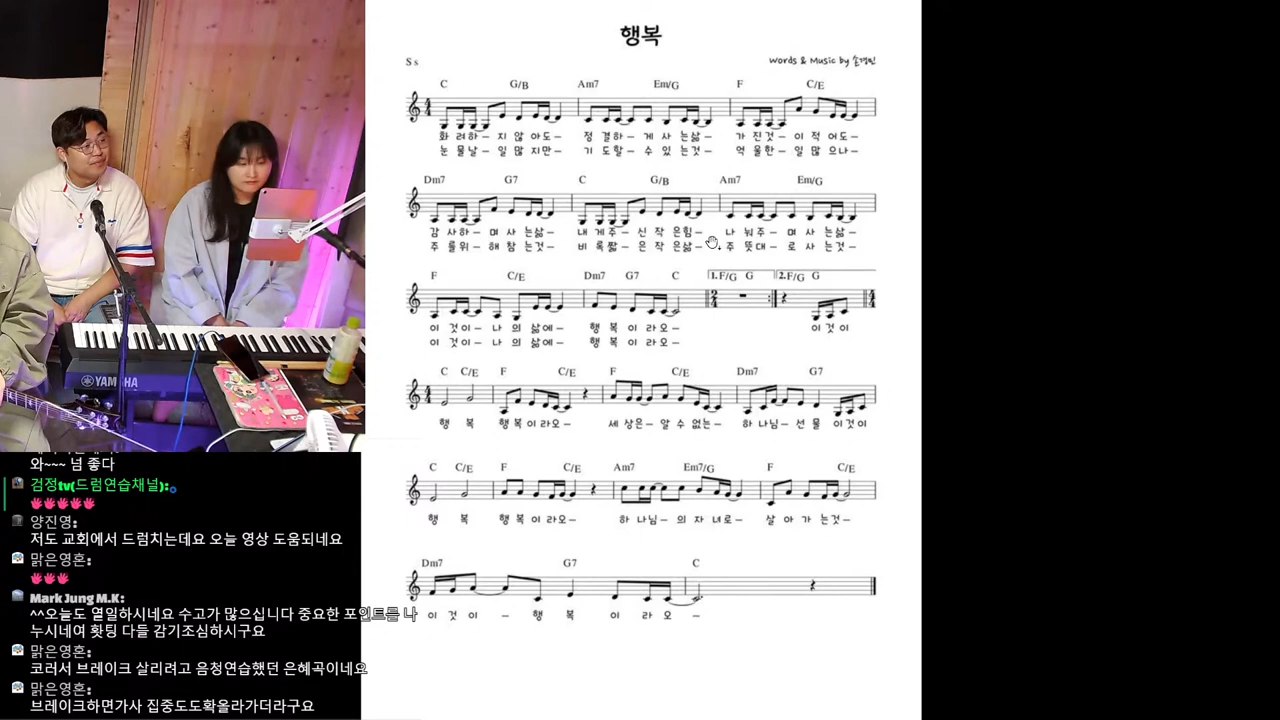 행복
S s
Words & Music by 손경민
C G/B Am7 Em/G F C/E
화 려하 – 지 않 아도 – 정 결하 – 게 사 는삶 – 가 진것 – 이 적 어도 –
눈 물날 – 일 많 지만 – 기 도할 – 수 있 는것 – 억 울한 – 일 많 으나 –
Dm7 G7 C G/B Am7 Em/G
감 사하 – 며 사 는삶 – 내 게주 – 신 작 은힘 – 나 눠주 – 며 사 는삶 –
주 를위 – 해 참 는것 – 비 록짧 – 은 작 은삶 – 주 뜻대 – 로 사 는것 –
F C/E Dm7 G7 C 1.F/G G 2.F/G G
이 것이 – 나 의 삶에 – 행 복 이 라오 – 이 것 이
이 것이 – 나 의 삶에 – 행 복 이 라오 –
C C/E F C/E F C/E Dm7 G7
행 복 행복이라오 – 세 상은 – 알 수 없는 – 하 나님 – 선 물 이것이
C C/E F C/E Am7 Em7/G F C/E
행 복 행복이라오 – 하 나님 – 의 자 녀로 – 살 아 가 는것 –
Dm7 G7 C
이 것 이 – 행 복 이 라 오 –
YAMAHA
와~~~ 넘 좋다
검정tv(드럼연습채널):
양진영:
저도 교회에서 드럼치는데요 오늘 영상 도움되네요
맑은영혼:
Mark Jung M.K:
^^오늘도 열일하시네요 수고가 많으십니다 중요한 포인트를 나
누시네여 홧팅 다들 감기조심하시구요
맑은영혼:
코러서 브레이크 살리려고 음청연습했던 은혜곡이네요
맑은영혼:
브레이크하면가사 집중도도확올라가더라구요